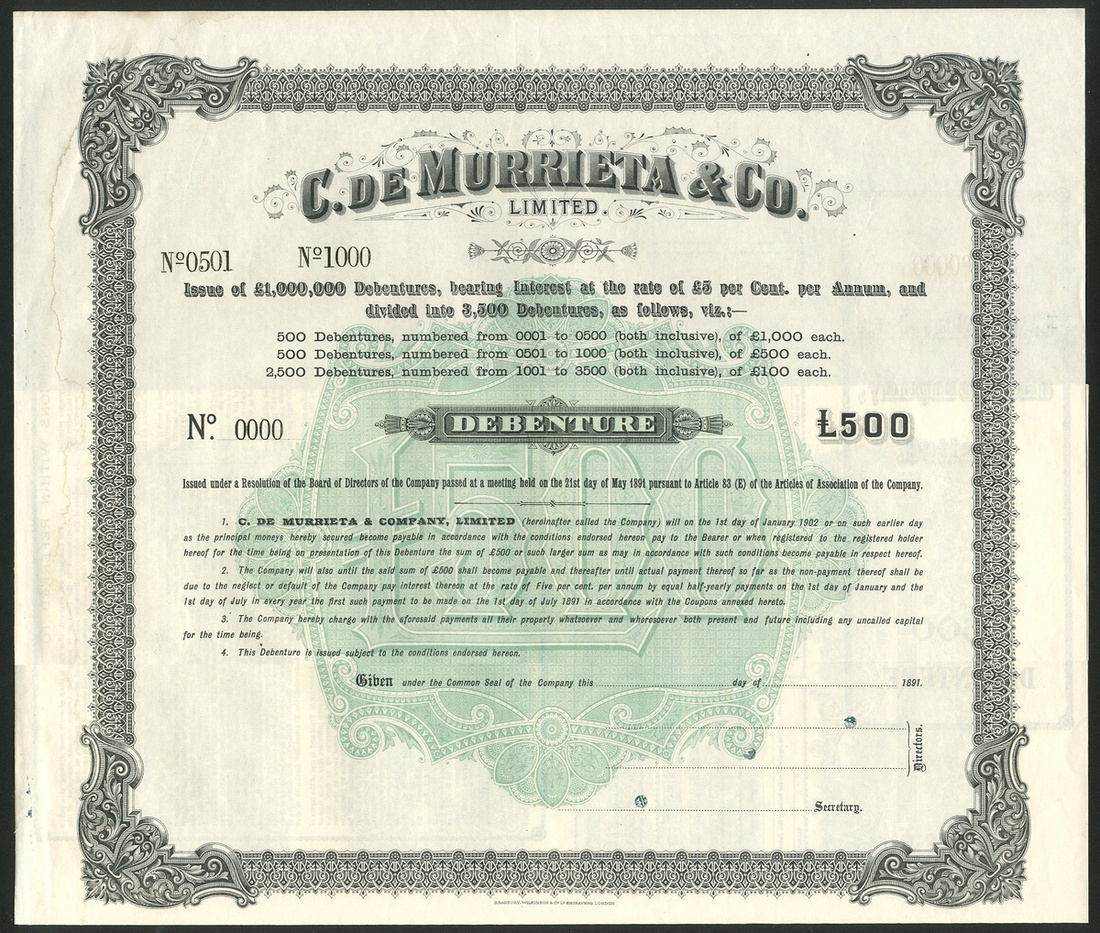 C. DE MURRIETA & CO.
LIMITED.
Nº0501 Nº1000
Issue of £1,000,000 Debentures, bearing Interest at the rate of £5 per Cent. per Annum, and
divided into 3,500 Debentures, as follows, viz.:—
500 Debentures, numbered from 0001 to 0500 (both inclusive), of £1,000 each.
500 Debentures, numbered from 0501 to 1000 (both inclusive), of £500 each.
2,500 Debentures, numbered from 1001 to 3500 (both inclusive), of £100 each.
Nº. 0000 DEBENTURE £500
Issued under a Resolution of the Board of Directors of the Company passed at a meeting held on the 21st day of May 1891 pursuant to Article 83 (E) of the Articles of Association of the Company.
1. C. DE MURRIETA & COMPANY, LIMITED (hereinafter called the Company) will on the 1st day of January 1902 or on such earlier day
as the principal moneys hereby secured become payable in accordance with the conditions endorsed hereon pay to the Bearer or when registered to the registered holder
hereof for the time being on presentation of this Debenture the sum of £500 or such larger sum as may in accordance with such conditions become payable in respect hereof.
2. The Company will also until the said sum of £500 shall become payable and thereafter until actual payment thereof so far as the non-payment thereof shall be
due to the neglect or default of the Company pay interest thereon at the rate of Five per cent. per annum by equal half-yearly payments on the 1st day of January and the
1st day of July in every year the first such payment to be made on the 1st day of July 1891 in accordance with the Coupons annexed hereto.
3. The Company hereby charge with the aforesaid payments all their property whatsoever and wheresoever both present and future including any uncalled capital
for the time being.
4. This Debenture is issued subject to the conditions endorsed hereon.
£500
Given under the Common Seal of the Company this day of 1891.
Directors.
Secretary.
BRADBURY, WILKINSON & Cº Lº ENGRAVERS LONDON